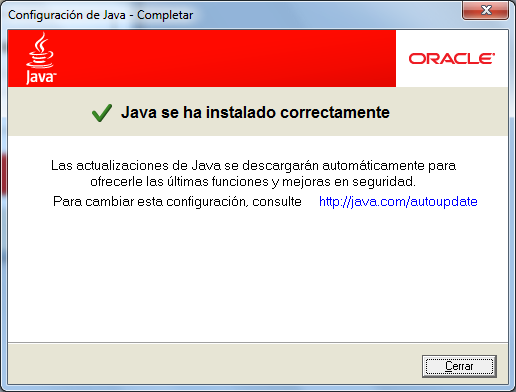 Configuración de Java - Completar
Java
ORACLE
Java se ha instalado correctamente
Las actualizaciones de Java se descargarán automáticamente para
ofrecerle las últimas funciones y mejoras en seguridad.
Para cambiar esta configuración, consulte http://java.com/autoupdate
Cerrar